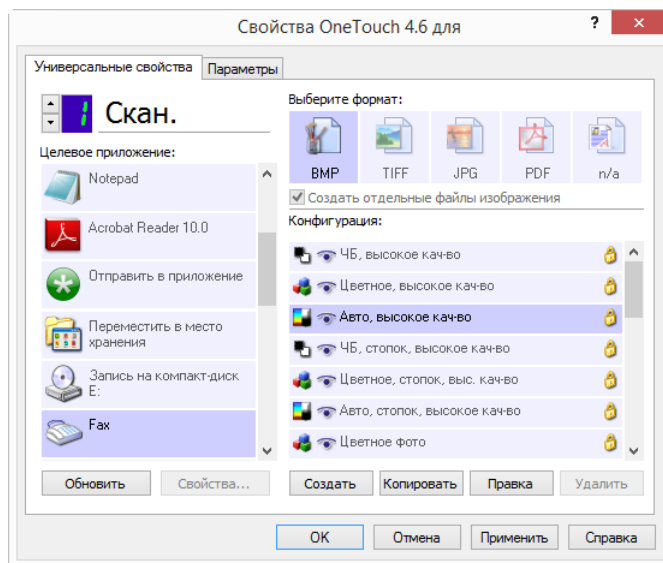 Свойства OneTouch 4.6 для
?
×
Универсальные свойства
Параметры
1
Скан.
Целевое приложение:
Notepad
Acrobat Reader 10.0
Отправить в приложение
Переместить в место
хранения
Запись на компакт-диск
E:
Fax
Обновить
Свойства...
Выберите формат:
BMP
TIFF
JPG
PDF
n/a
Создать отдельные файлы изображения
Конфигурация:
ЧБ, высокое кач-во
Цветное, высокое кач-во
Авто, высокое кач-во
ЧБ, стопок, высокое кач-во
Цветное, стопок, выс. кач-во
Авто, стопок, высокое кач-во
Цветное фото
Создать
Копировать
Правка
Удалить
OK
Отмена
Применить
Справка